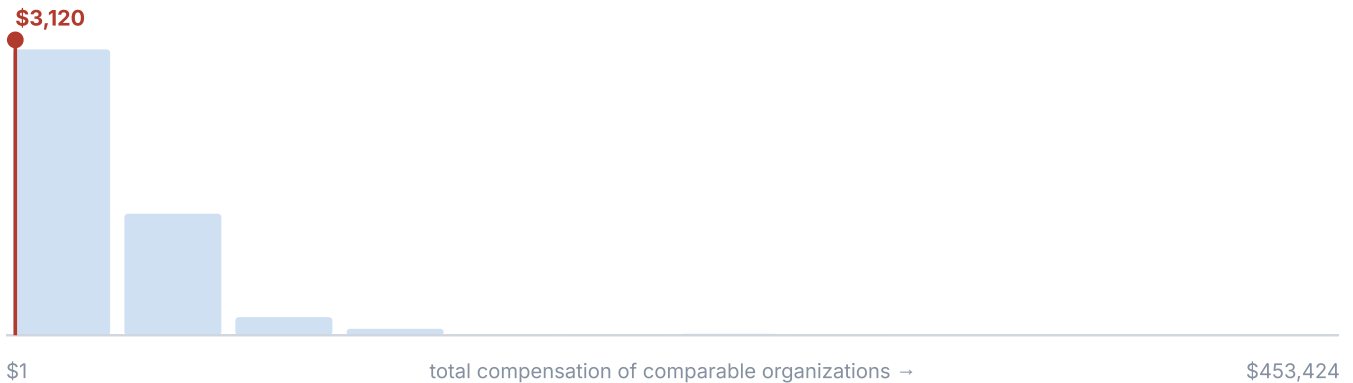 $3,120
$1 total compensation of comparable organizations → $453,424